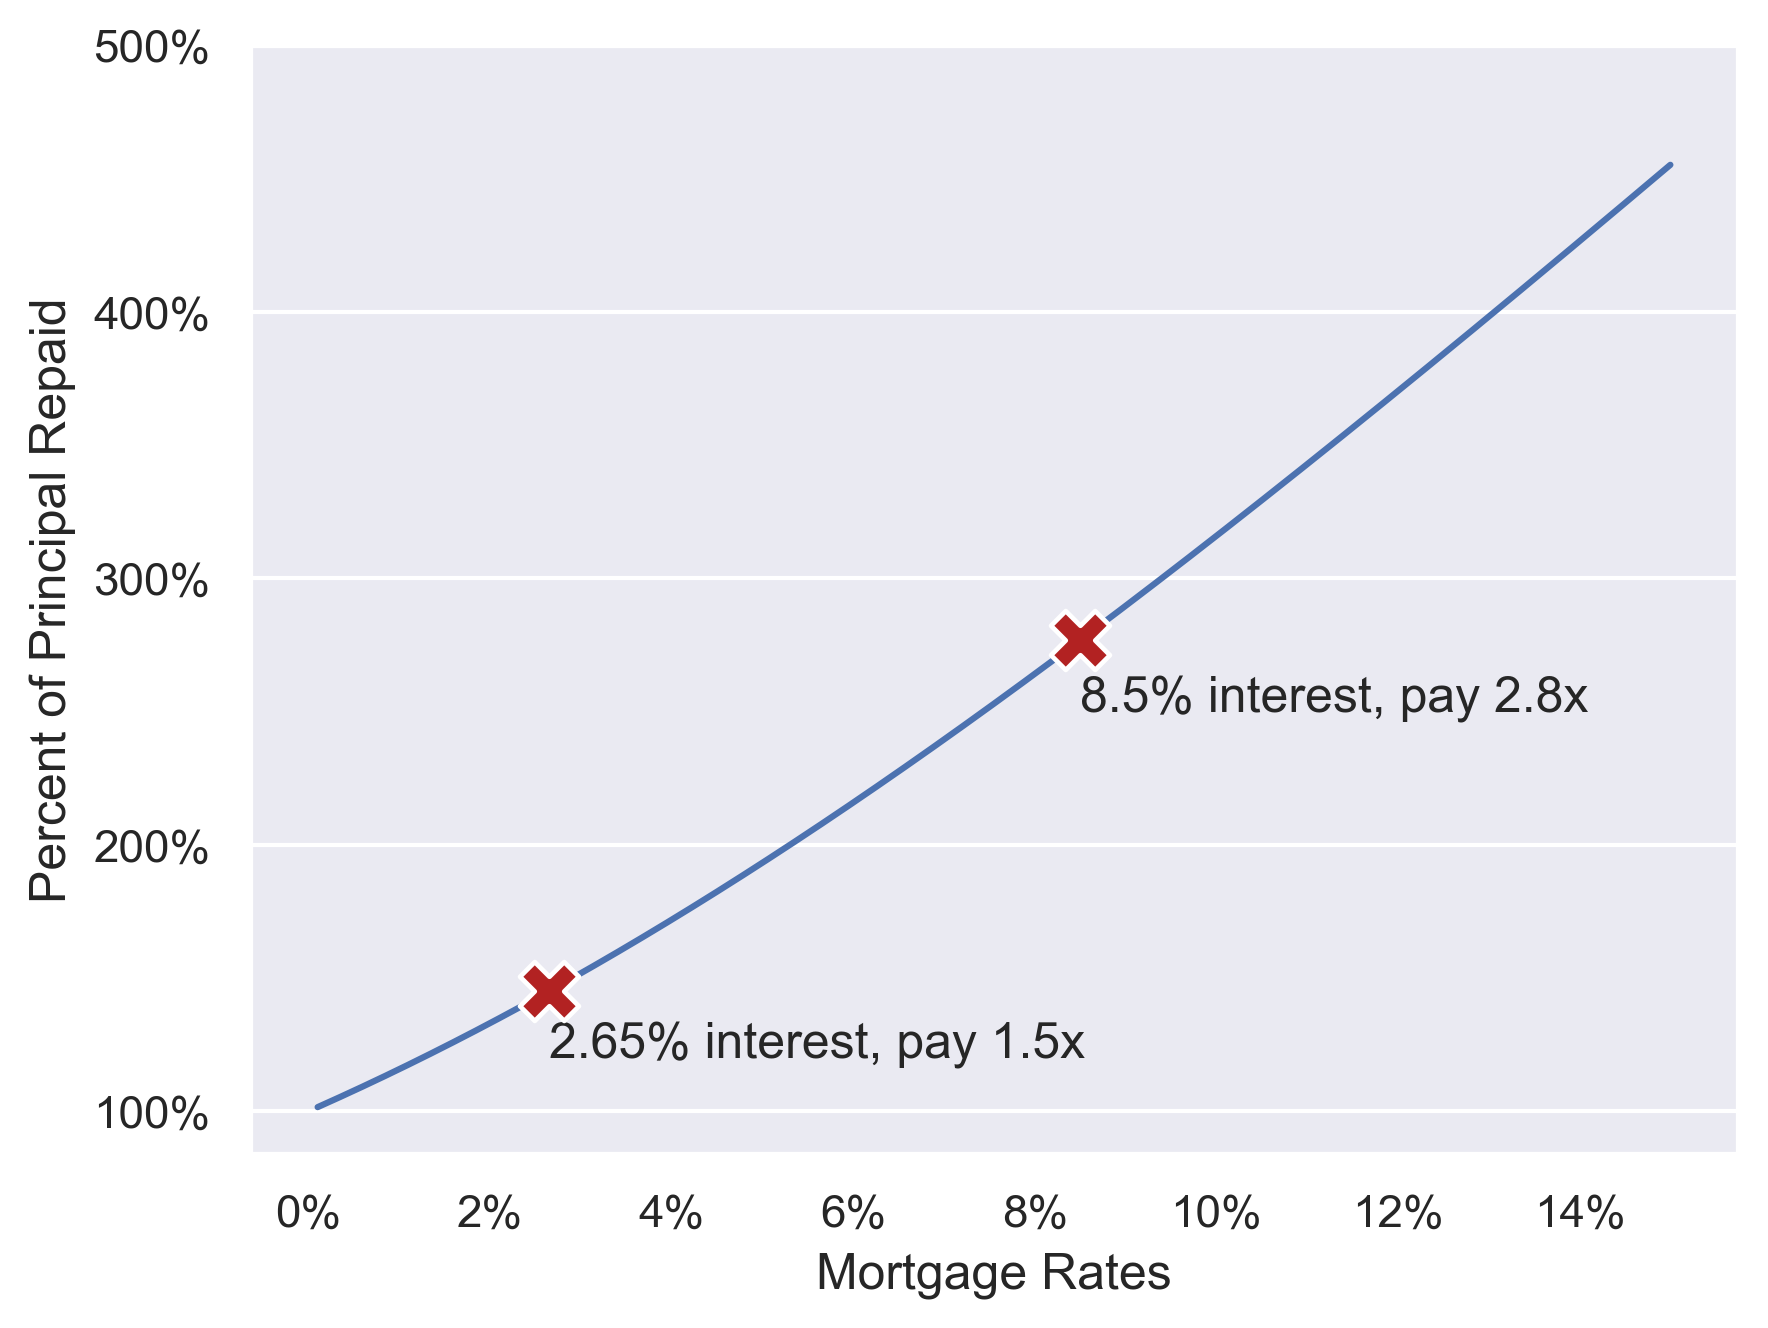 500%
400%
300%
200%
100%
Percent of Principal Repaid
8.5% interest, pay 2.8x
2.65% interest, pay 1.5x
0% 2% 4% 6% 8% 10% 12% 14%
Mortgage Rates